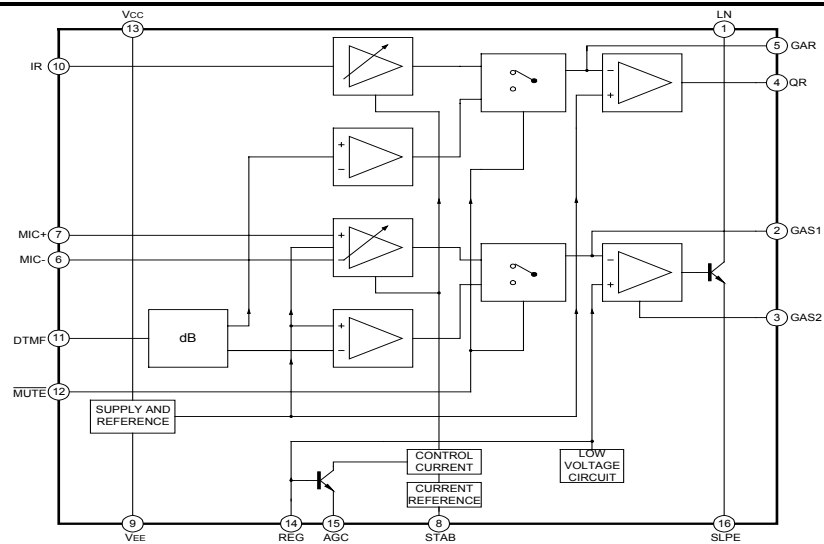 VCC
13
LN
1
IR 10
5 GAR
4 QR
+
−
−
+
MIC+ 7
MIC- 6
+
−
2 GAS1
−
+
3 GAS2
DTMF 11
dB
+
−
MUTE 12
SUPPLY AND
REFERENCE
CONTROL
CURRENT
LOW
VOLTAGE
CIRCUIT
CURRENT
REFERENCE
9
VEE
14
REG
15
AGC
8
STAB
16
SLPE